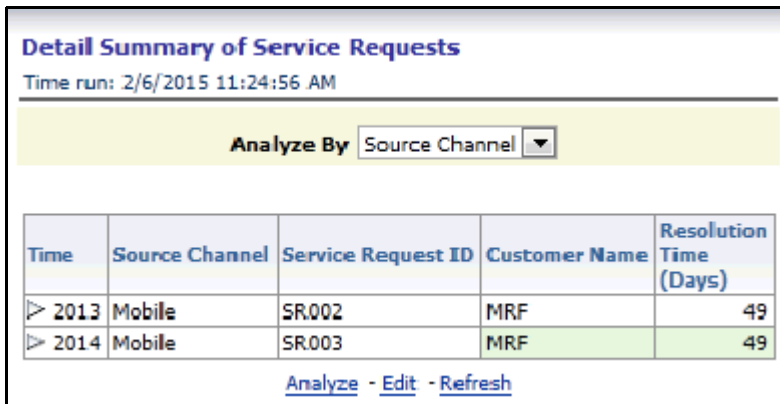 Detail Summary of Service Requests
Time run: 2/6/2015 11:24:56 AM
Analyze By Source Channel
Time Source Channel Service Request ID Customer Name Resolution Time (Days)
2013 Mobile SR002 MRF 49
2014 Mobile SR003 MRF 49
Analyze - Edit - Refresh